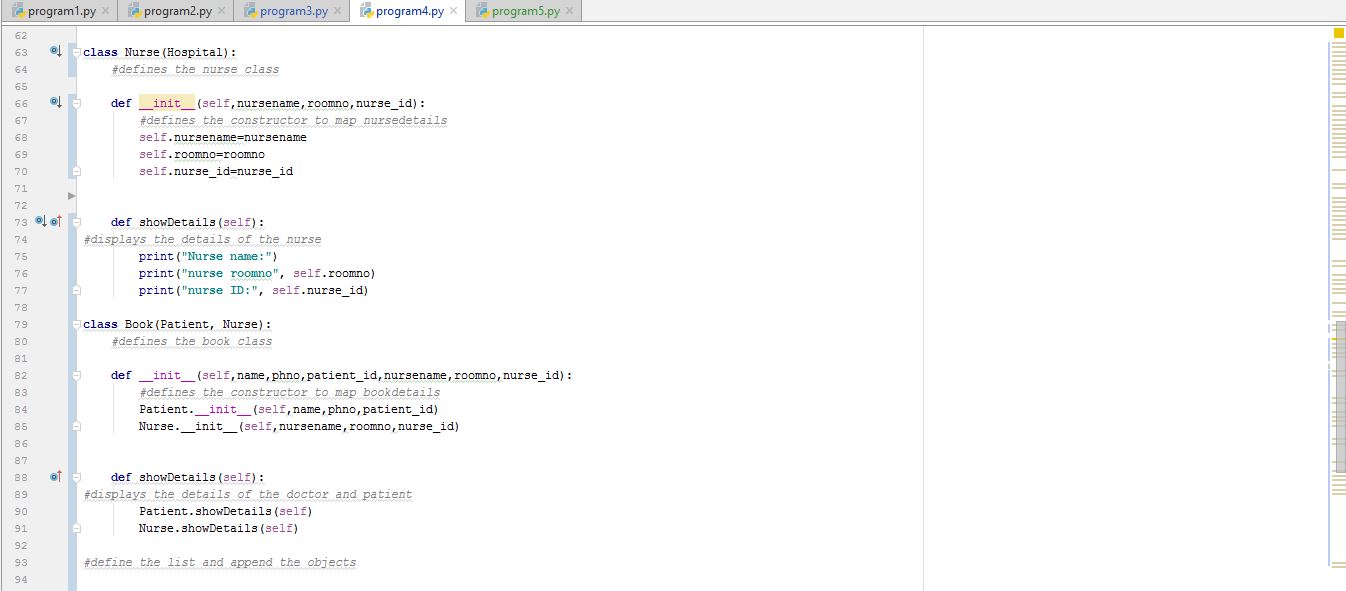 program1.py program2.py program3.py program4.py program5.py
62
63 class Nurse(Hospital):
64 #defines the nurse class
65
66 def __init__(self,nursename,roomno,nurse_id):
67 #defines the constructor to map nursedetails
68 self.nursename=nursename
69 self.roomno=roomno
70 self.nurse_id=nurse_id
71
72
73 def showDetails(self):
74 #displays the details of the nurse
75 print("Nurse name:")
76 print("nurse roomno", self.roomno)
77 print("nurse ID:", self.nurse_id)
78
79 class Book(Patient, Nurse):
80 #defines the book class
81
82 def __init__(self,name,phno,patient_id,nursename,roomno,nurse_id):
83 #defines the constructor to map bookdetails
84 Patient.__init__(self,name,phno,patient_id)
85 Nurse.__init__(self,nursename,roomno,nurse_id)
86
87
88 def showDetails(self):
89 #displays the details of the doctor and patient
90 Patient.showDetails(self)
91 Nurse.showDetails(self)
92
93 #define the list and append the objects
94